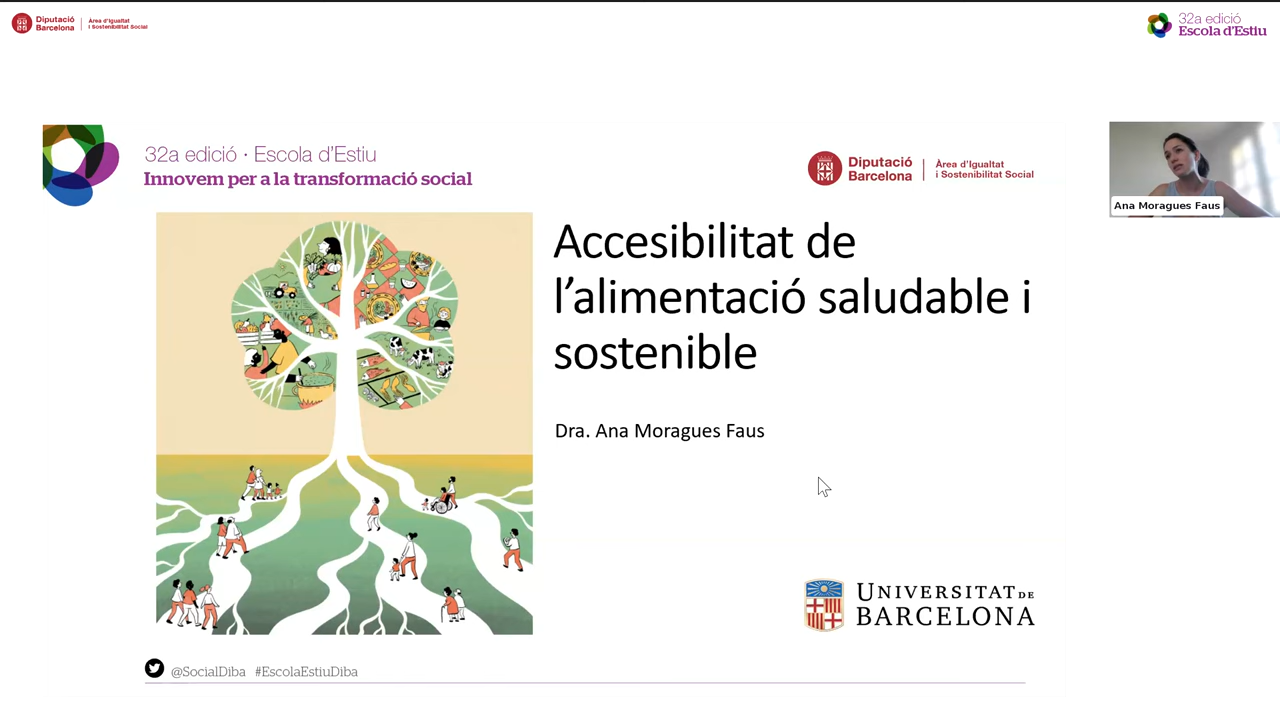 Diputació
Barcelona
Àrea d'Igualtat
i Sostenibilitat Social
32a edició
Escola d'Estiu
32a edició · Escola d'Estiu
Innovem per a la transformació social
Diputació
Barcelona
Àrea d'Igualtat
i Sostenibilitat Social
Ana Moragues Faus
Accesibilitat de
l'alimentació saludable i
sostenible
Dra. Ana Moragues Faus
UNIVERSITAT DE
BARCELONA
@SocialDiba #EscolaEstiuDiba